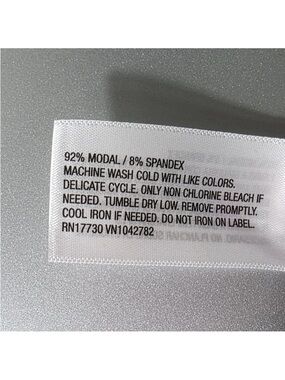 92% MODAL / 8% SPANDEX
MACHINE WASH COLD WITH LIKE COLORS.
DELICATE CYCLE. ONLY NON CHLORINE BLEACH IF
NEEDED. TUMBLE DRY LOW. REMOVE PROMPTLY.
COOL IRON IF NEEDED. DO NOT IRON ON LABEL.
RN17730 VN1042782